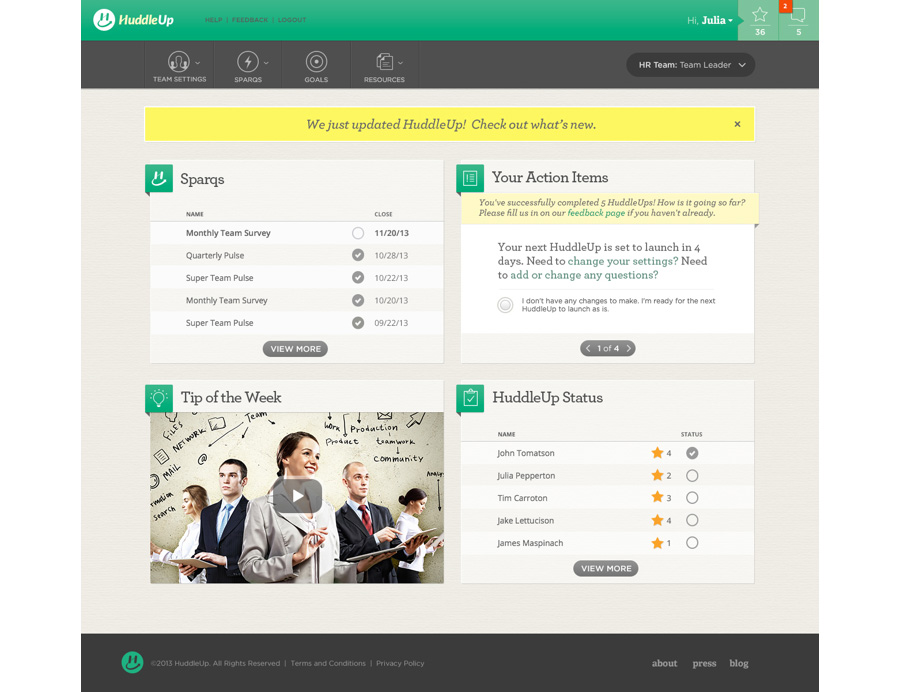 HuddleUp
HELP | FEEDBACK | LOGOUT
Hi, Julia
36
2
5
TEAM SETTINGS
SPARQS
GOALS
RESOURCES
HR Team: Team Leader
We just updated HuddleUp! Check out what's new.
×
Sparqs
NAME CLOSE
Monthly Team Survey 11/20/13
Quarterly Pulse 10/28/13
Super Team Pulse 10/22/13
Monthly Team Survey 10/20/13
Super Team Pulse 09/22/13
VIEW MORE
Your Action Items
You've successfully completed 5 HuddleUps! How is it going so far?
Please fill us in on our feedback page if you haven't already.
Your next HuddleUp is set to launch in 4
days. Need to change your settings? Need
to add or change any questions?
I don't have any changes to make. I'm ready for the next
HuddleUp to launch as is.
< 1 of 4 >
Tip of the Week
FILES
NETWORK
Team
work
Production
Product
teamwork
community
MAIL
@
search
HuddleUp Status
NAME STATUS
John Tomatson 4
Julia Pepperton 2
Tim Carroton 3
Jake Lettucison 4
James Maspinach 1
VIEW MORE
©2013 HuddleUp. All Rights Reserved | Terms and Conditions | Privacy Policy
about press blog